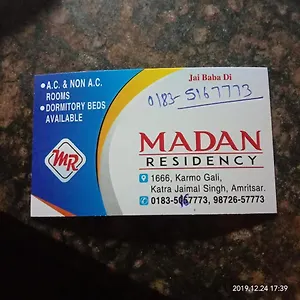 Jai Baba Di
• A.C. & NON A.C.
ROOMS
• DORMITORY BEDS
AVAILABLE
0183-5167773
MR
MADAN
RESIDENCY
1666, Karmo Gali,
Katra Jaimal Singh, Amritsar.
0183-5167773, 98726-57773
2019.12.24 17:39